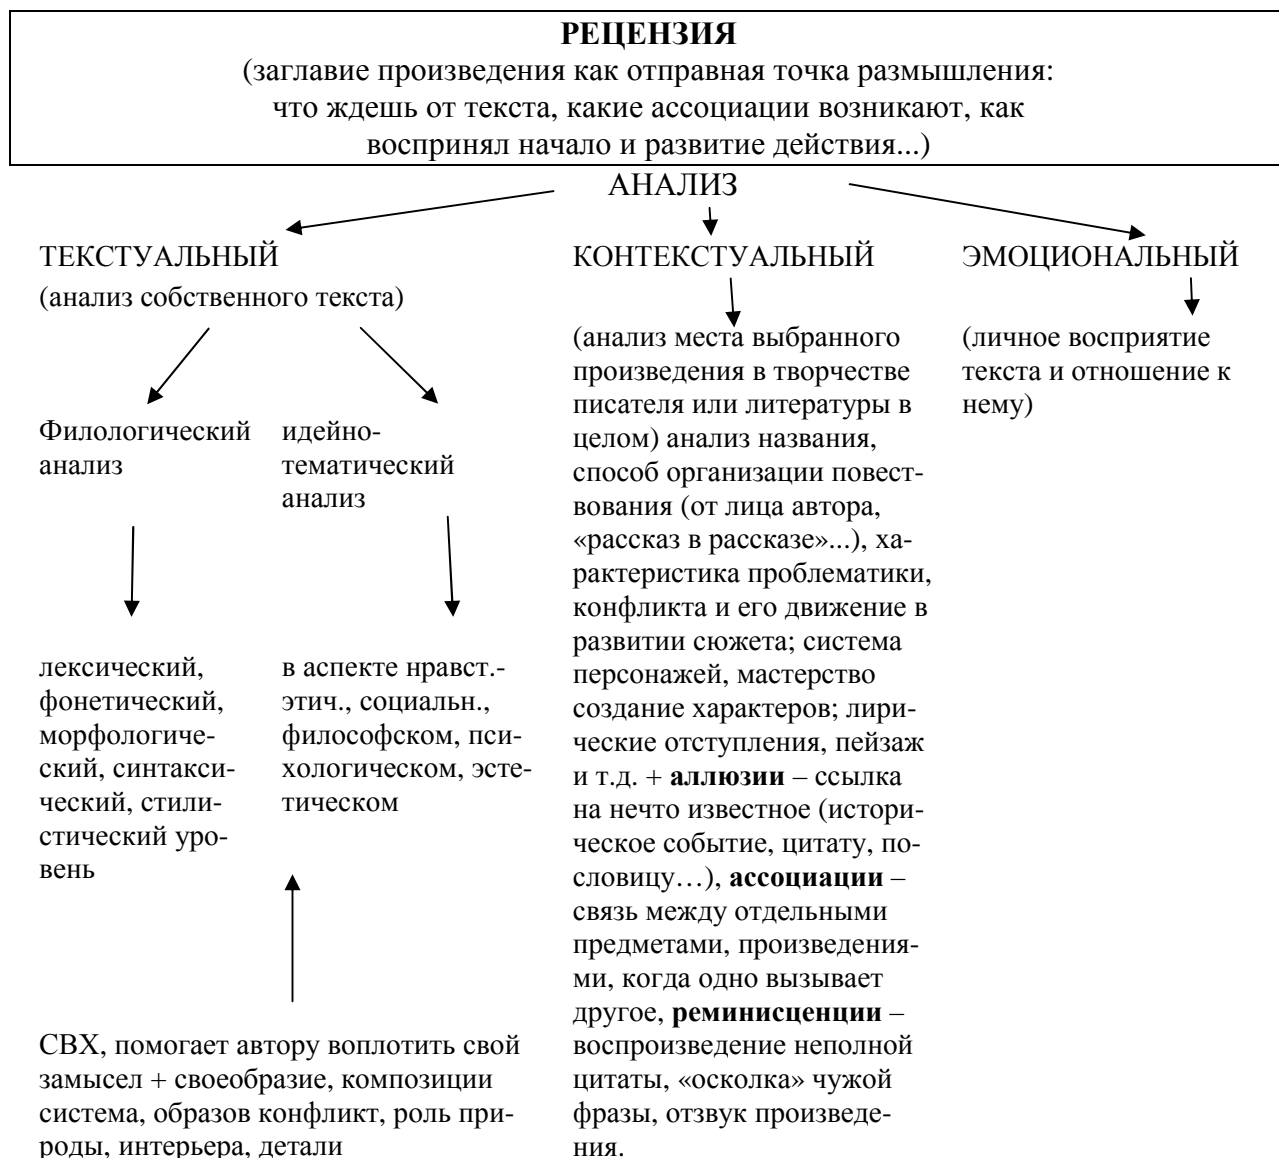 РЕЦЕНЗИЯ
(заглавие произведения как отправная точка размышления:
что ждешь от текста, какие ассоциации возникают, как
воспринял начало и развитие действия...)
АНАЛИЗ
ТЕКСТУАЛЬНЫЙ
(анализ собственного текста)
Филологический
анализ
лексический,
фонетический,
морфологиче-
ский, синтакси-
ческий, стили-
стический уро-
вень
идейно-
тематический
анализ
в аспекте нравст.-
этич., социальн.,
философском, пси-
хологическом, эсте-
тическом
СВХ, помогает автору воплотить свой
замысел + своеобразие, композиции
система, образов конфликт, роль при-
роды, интерьера, детали
КОНТЕКСТУАЛЬНЫЙ
(анализ места выбранного
произведения в творчестве
писателя или литературы в
целом) анализ названия,
способ организации повест-
вования (от лица автора,
«рассказ в рассказе»...), ха-
рактеристика проблематики,
конфликта и его движение в
развитии сюжета; система
персонажей, мастерство
создание характеров; лири-
ческие отступления, пейзаж
и т.д. + аллюзии – ссылка
на нечто известное (истори-
ческое событие, цитату, по-
словицу…), ассоциации –
связь между отдельными
предметами, произведения-
ми, когда одно вызывает
другое, реминисценции –
воспроизведение неполной
цитаты, «осколка» чужой
фразы, отзвук произведе-
ния.
ЭМОЦИОНАЛЬНЫЙ
(личное восприятие
текста и отношение к
нему)